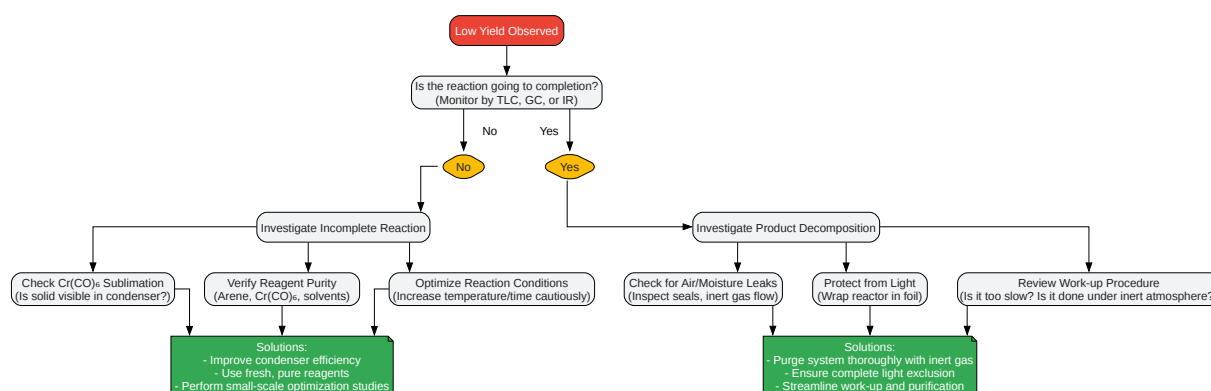 Low Yield Observed
Is the reaction going to completion?
(Monitor by TLC, GC, or IR)
No
Yes
No
Yes
Investigate Incomplete Reaction
Investigate Product Decomposition
Check Cr(CO)₆ Sublimation
(Is solid visible in condenser?)
Verify Reagent Purity
(Arene, Cr(CO)₆, solvents)
Optimize Reaction Conditions
(Increase temperature/time cautiously)
Check for Air/Moisture Leaks
(Inspect seals, inert gas flow)
Protect from Light
(Wrap reactor in foil)
Review Work-up Procedure
(Is it too slow? Is it done under inert atmosphere?)
Solutions:
- Improve condenser efficiency
- Use fresh, pure reagents
- Perform small-scale optimization studies
Solutions:
- Purge system thoroughly with inert gas
- Ensure complete light exclusion
- Streamline work-up and purification